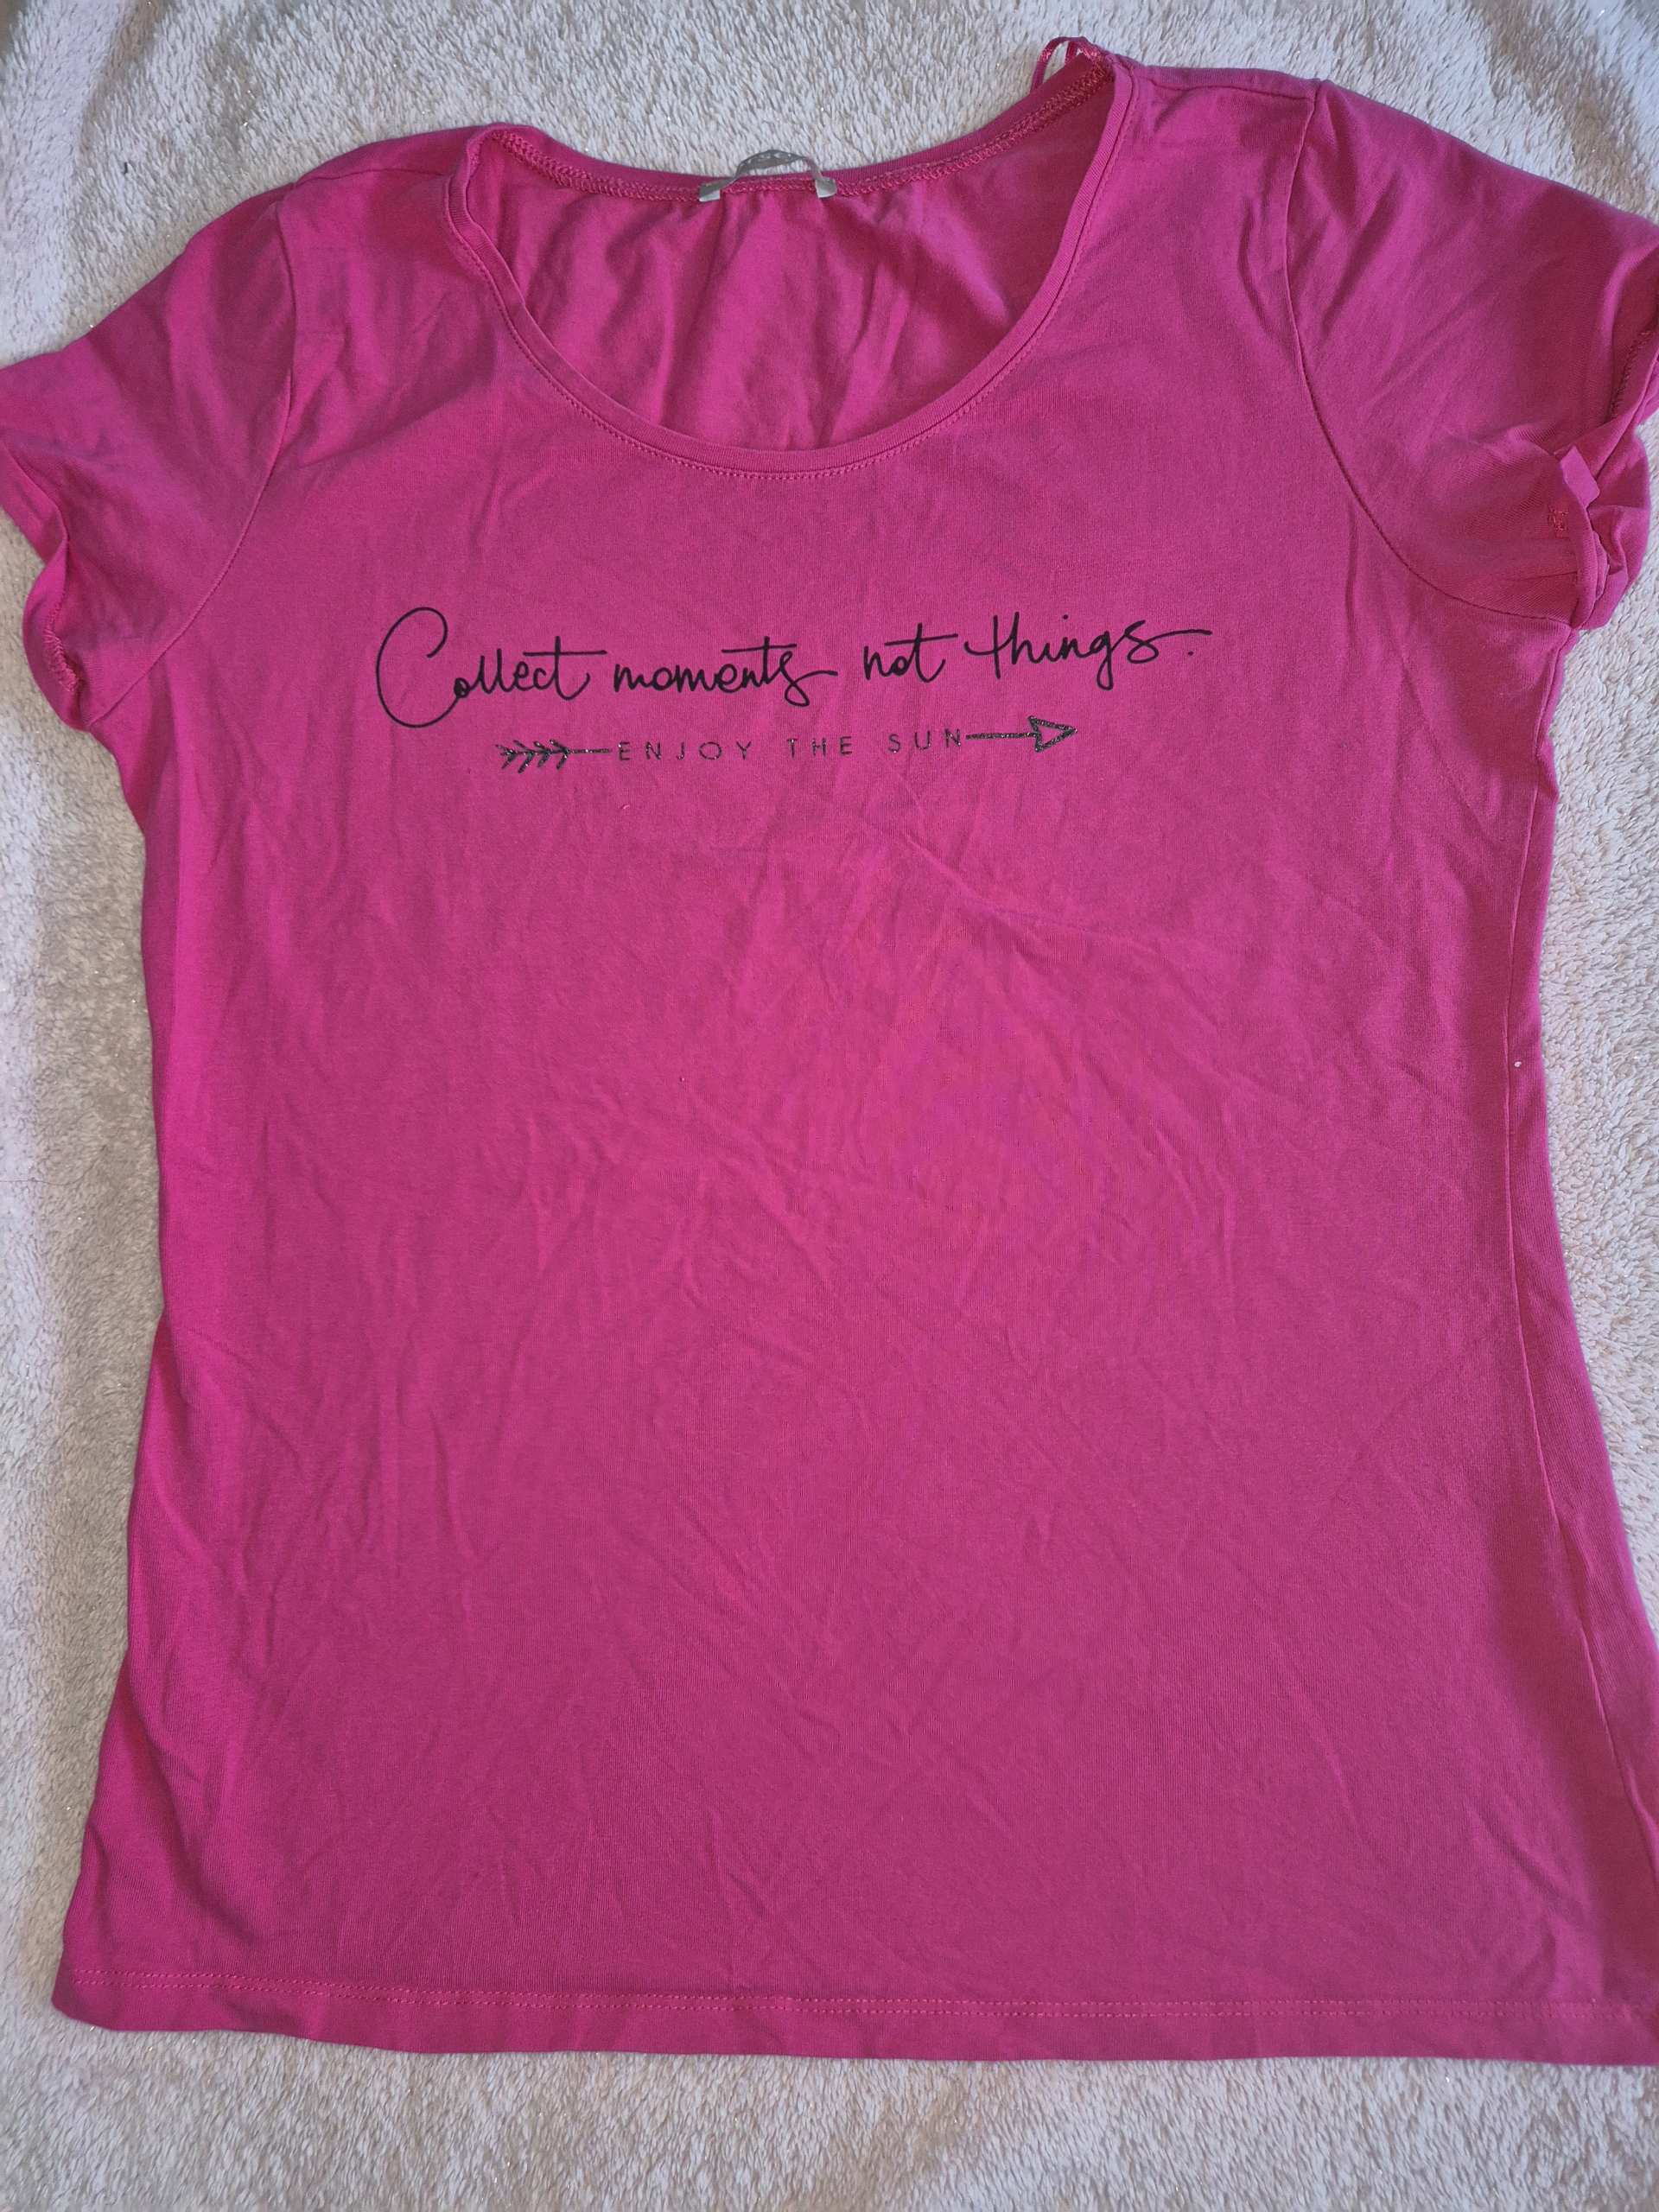 Collect moments not things.
ENJOY THE SUN